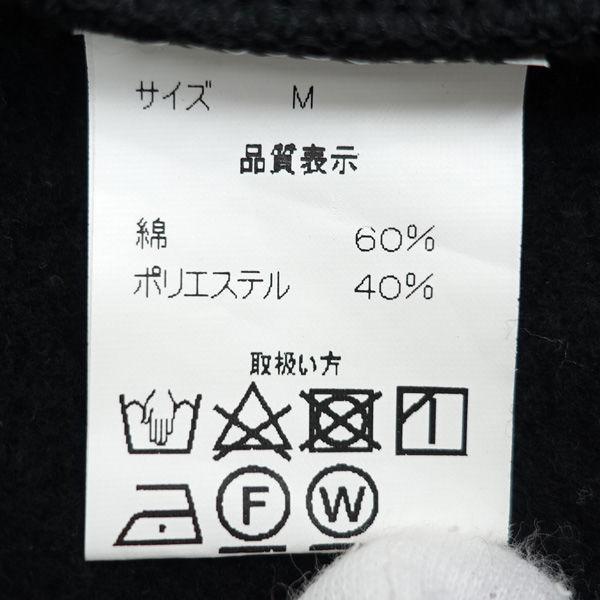 サイズ M
品質表示
綿 60%
ポリエステル 40%
取扱い方
F W